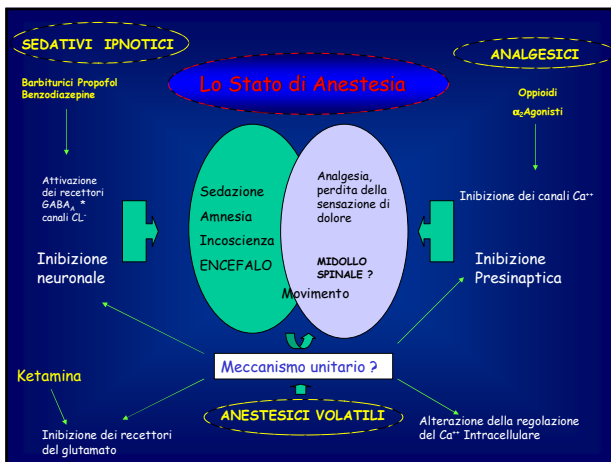 SEDATIVI IPNOTICI
Barbiturici Propofol
Benzodiazepine
Attivazione
dei recettori
GABA_A *
canali CL⁻
Inibizione
neuronale
Lo Stato di Anestesia
Sedazione
Amnesia
Incoscienza
ENCEFALO
Analgesia,
perdita della
sensazione di
dolore
MIDOLLO
SPINALE ?
Movimento
ANALGESICI
Oppioidi
α₂Agonisti
Inibizione dei canali Ca⁺⁺
Inibizione
Presinaptica
Meccanismo unitario ?
ANESTESICI VOLATILI
Ketamina
Inibizione dei recettori
del glutamato
Alterazione della regolazione
del Ca⁺⁺ Intracellulare